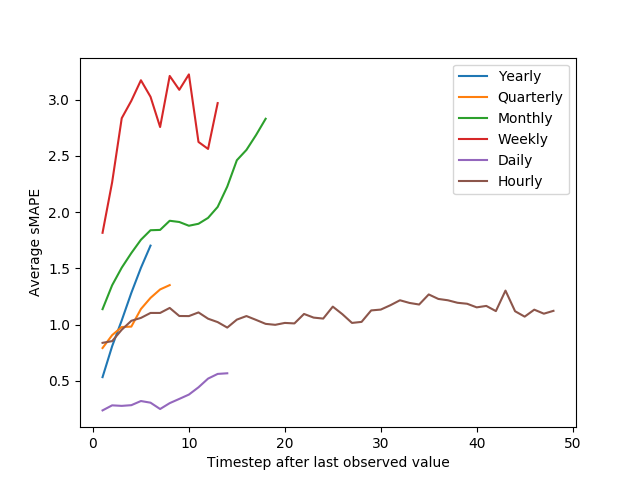 Yearly
Quarterly
Monthly
Weekly
Daily
Hourly
3.0
2.5
2.0
1.5
1.0
0.5
Average sMAPE
0 10 20 30 40 50
Timestep after last observed value